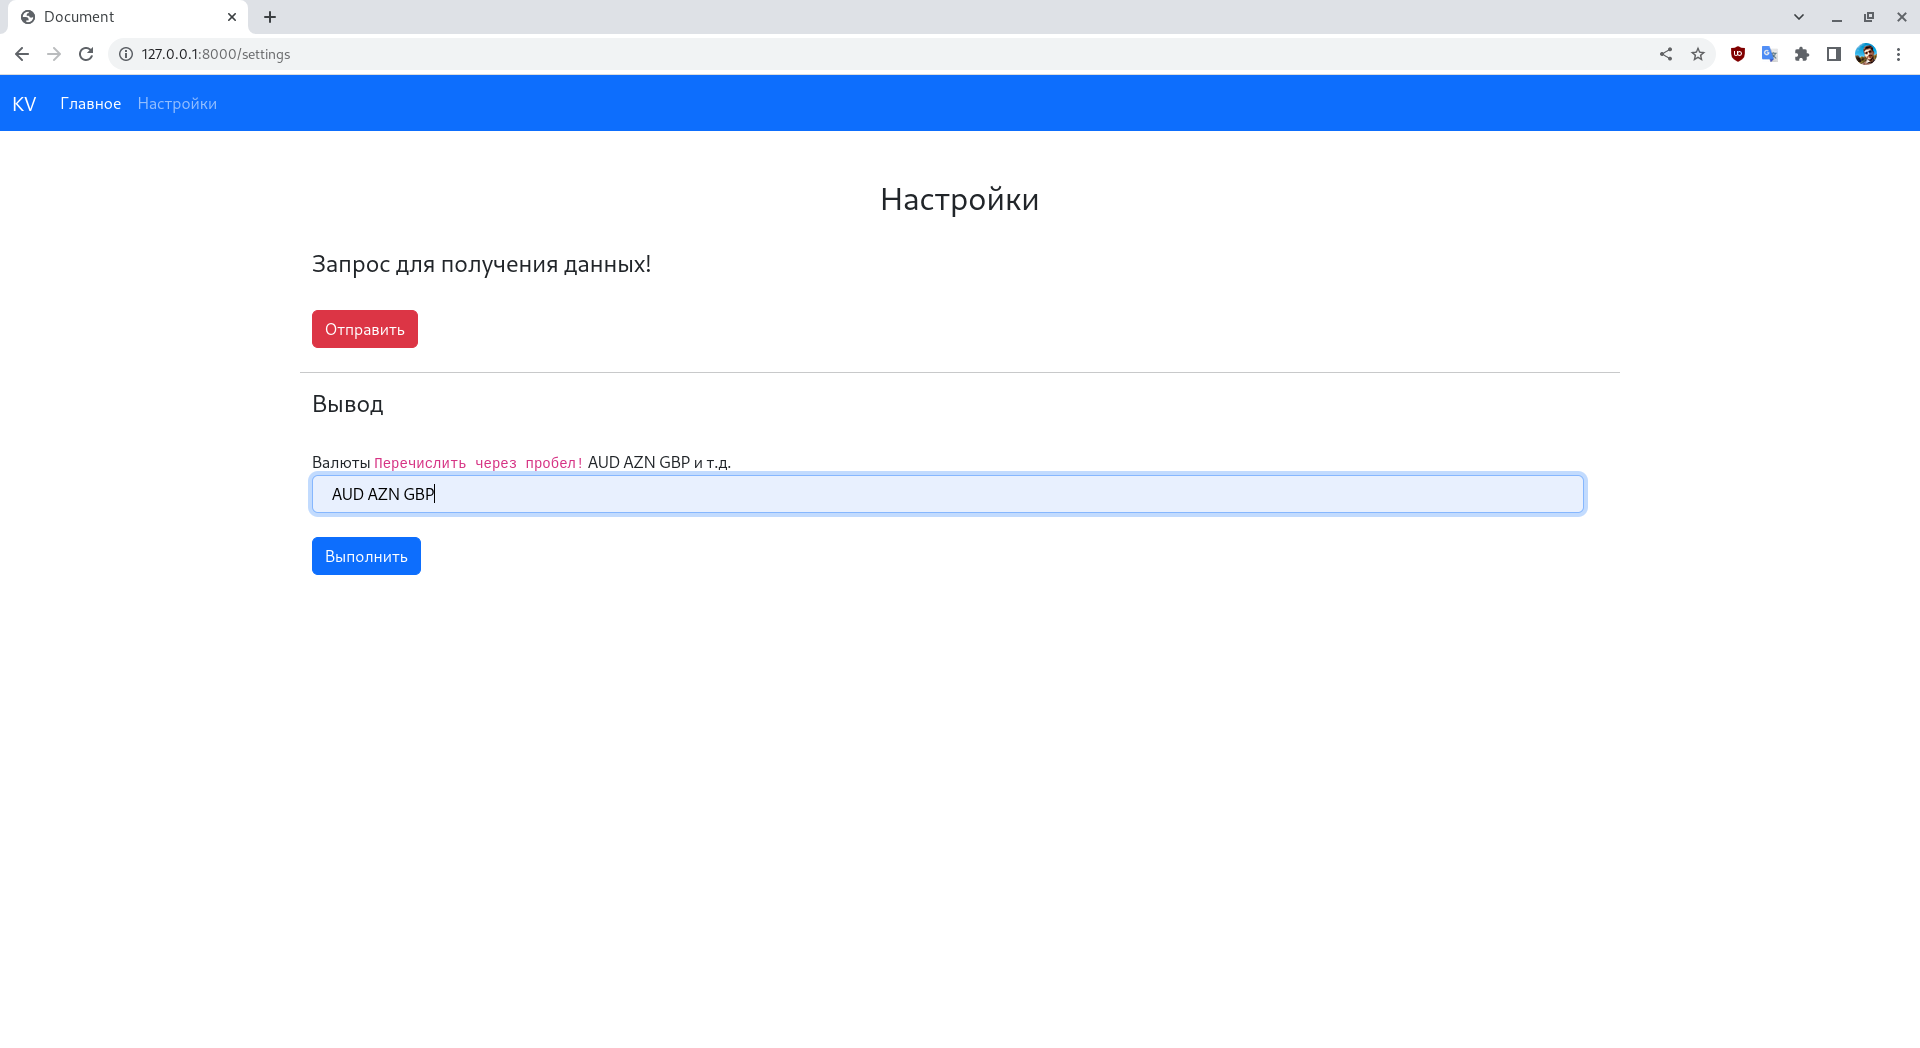 Document
127.0.0.1:8000/settings
KV Главное Настройки
Настройки
Запрос для получения данных!
Отправить
Вывод
Валюты Перечислить через пробел! AUD AZN GBP и т.д.
AUD AZN GBP
Выполнить